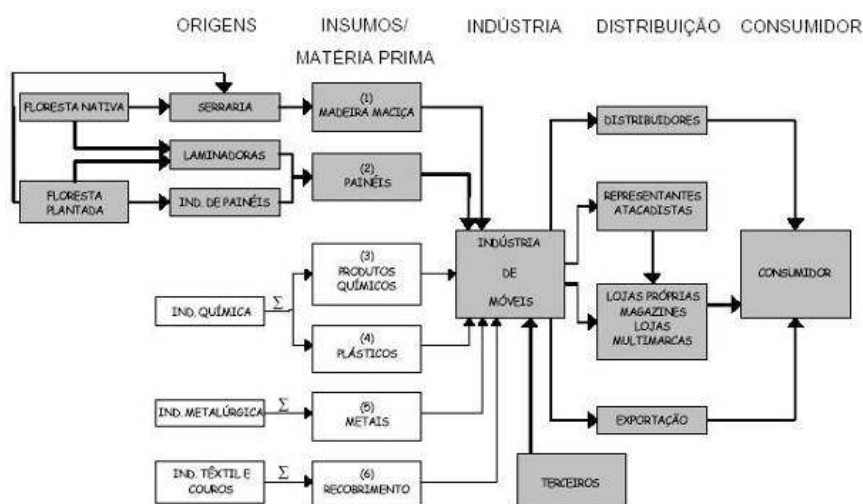 ORIGENS
INSUMOS/
MATÉRIA PRIMA
INDÚSTRIA
DISTRIBUIÇÃO
CONSUMIDOR
FLORESTA NATIVA
SERRARIA
(1)
MADEIRA MACIÇA
DISTRIBUIDORES
LAMINADORAS
(2)
PAINÉIS
FLORESTA
PLANTADA
IND. DE PAINÉIS
REPRESENTANTES
ATACADISTAS
(3)
PRODUTOS
QUÍMICOS
INDÚSTRIA
DE
MÓVEIS
CONSUMIDOR
IND. QUÍMICA
Σ
LOJAS PRÓPRIAS
MAGAZINES
LOJAS
MULTIMARCAS
(4)
PLÁSTICOS
IND. METALÚRGICA
Σ
(5)
METAIS
EXPORTAÇÃO
IND. TÊXTIL E
COUROS
Σ
(6)
RECOBRIMENTO
TERCEIROS